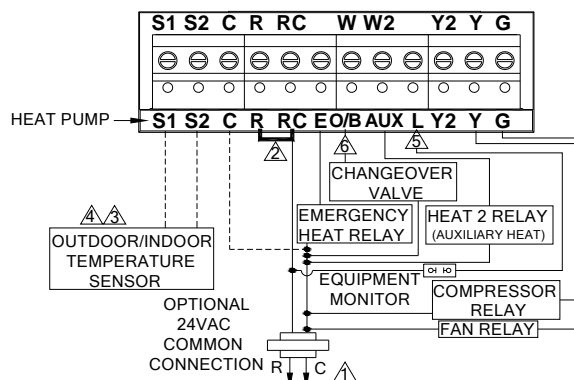 S1 S2 C R RC W W2 Y2 Y G
HEAT PUMP
S1 S2 C R RC E O/B AUX L Y2 Y G
2
6
5
CHANGEOVER
VALVE
4 3
EMERGENCY
HEAT RELAY
HEAT 2 RELAY
(AUXILIARY HEAT)
OUTDOOR/INDOOR
TEMPERATURE
SENSOR
EQUIPMENT
MONITOR
COMPRESSOR
RELAY
FAN RELAY
OPTIONAL
24VAC
COMMON
CONNECTION
R C
1